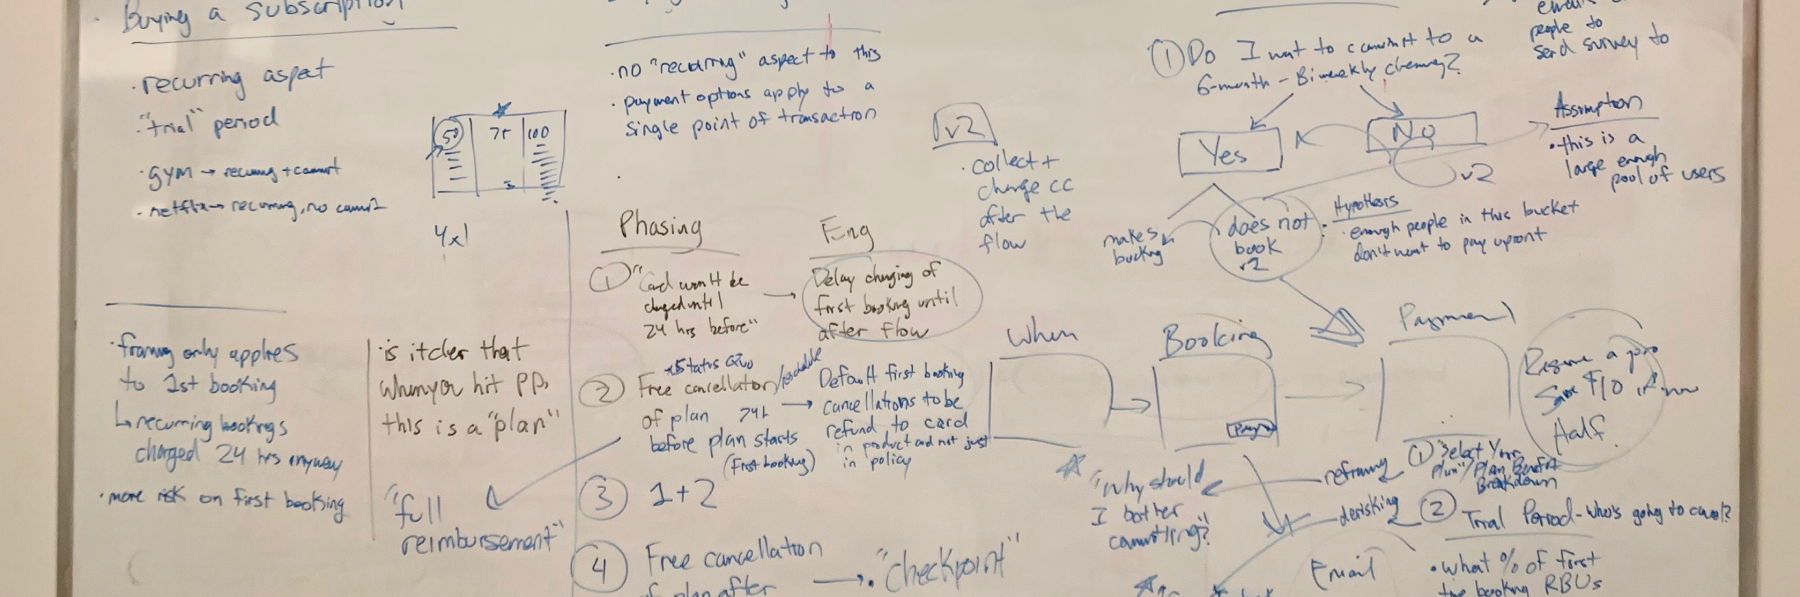 · Buying a subscription
· recurring aspect
· "trial" period
· gym → recurring + commit
· netflix → recurring, no commit
50 | 75 | 100
4x1
· no "recurring" aspect to this
· payment options apply to a
single point of transaction
v2
· collect +
charge cc
after the
flow
① Do I want to commit to a
6-month - Biweekly cleaning?
Yes
No
v2
makes
booking
does not
book
v2
Hypothesis
· enough people in this bucket
don't want to pay upfront
people to
send survey to
Assumption
· this is a
large enough
pool of users
· framing only applies
to 1st booking
↳ recurring bookings
charged 24 hrs anyway
· more risk on first booking
· is it clear that
when you hit PP,
this is a "plan"
"full
reimbursement"
Phasing
① "Card won't be
charged until
24 hrs before"
② Free cancellation
of plan 24h
before plan starts
(first booking)
③ 1 + 2
④ Free cancellation
of plan after
→ · "checkpoint"
Eng
Delay charging of
first booking until
after flow
Status Quo
Default first booking
cancellations to be
refund to card
in product and not just
in policy
When
Booking
Payment
"Why should
I bother
committing?"
reframing
① "Select Your
Plan" / Plan Benefit
Breakdown
derisking
② Trial Period - who's going to cancel?
Save $10
Half
Email
· what % of first
time booking RBUs